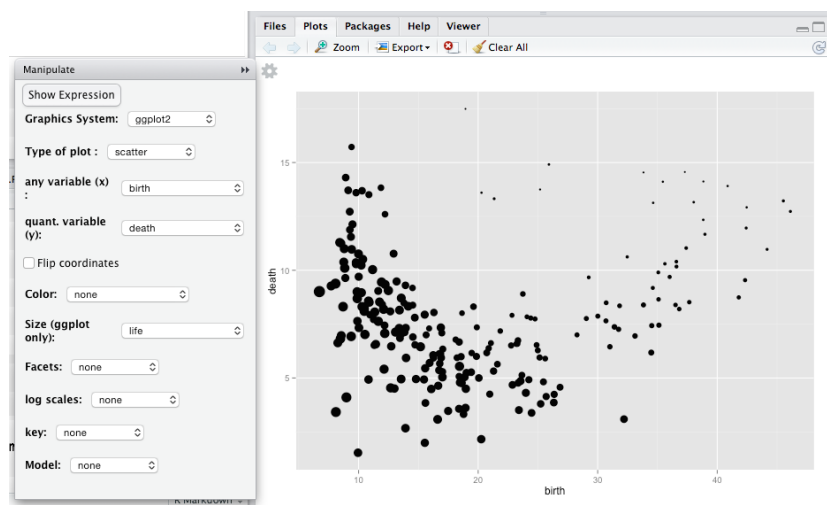 Files Plots Packages Help Viewer
Zoom Export Clear All
Manipulate
Show Expression
Graphics System: ggplot2
Type of plot : scatter
any variable (x) : birth
quant. variable (y): death
Flip coordinates
Color: none
Size (ggplot only): life
Facets: none
log scales: none
key: none
Model: none
death
15
10
5
10 20 30 40
birth
R Markdown